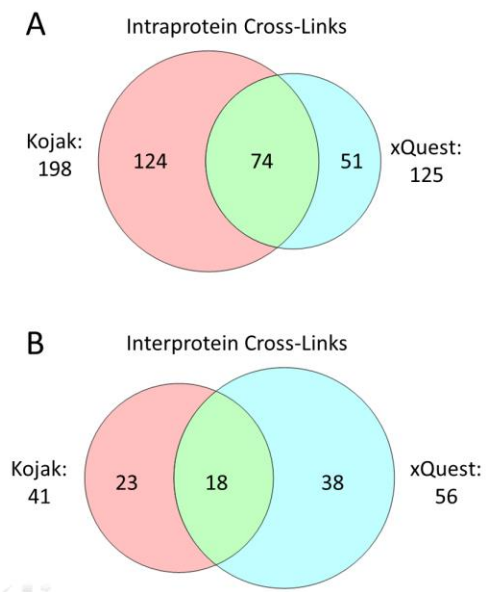 A
Intraprotein Cross-Links
Kojak:
198
124
74
51
xQuest:
125
B
Interprotein Cross-Links
Kojak:
41
23
18
38
xQuest:
56